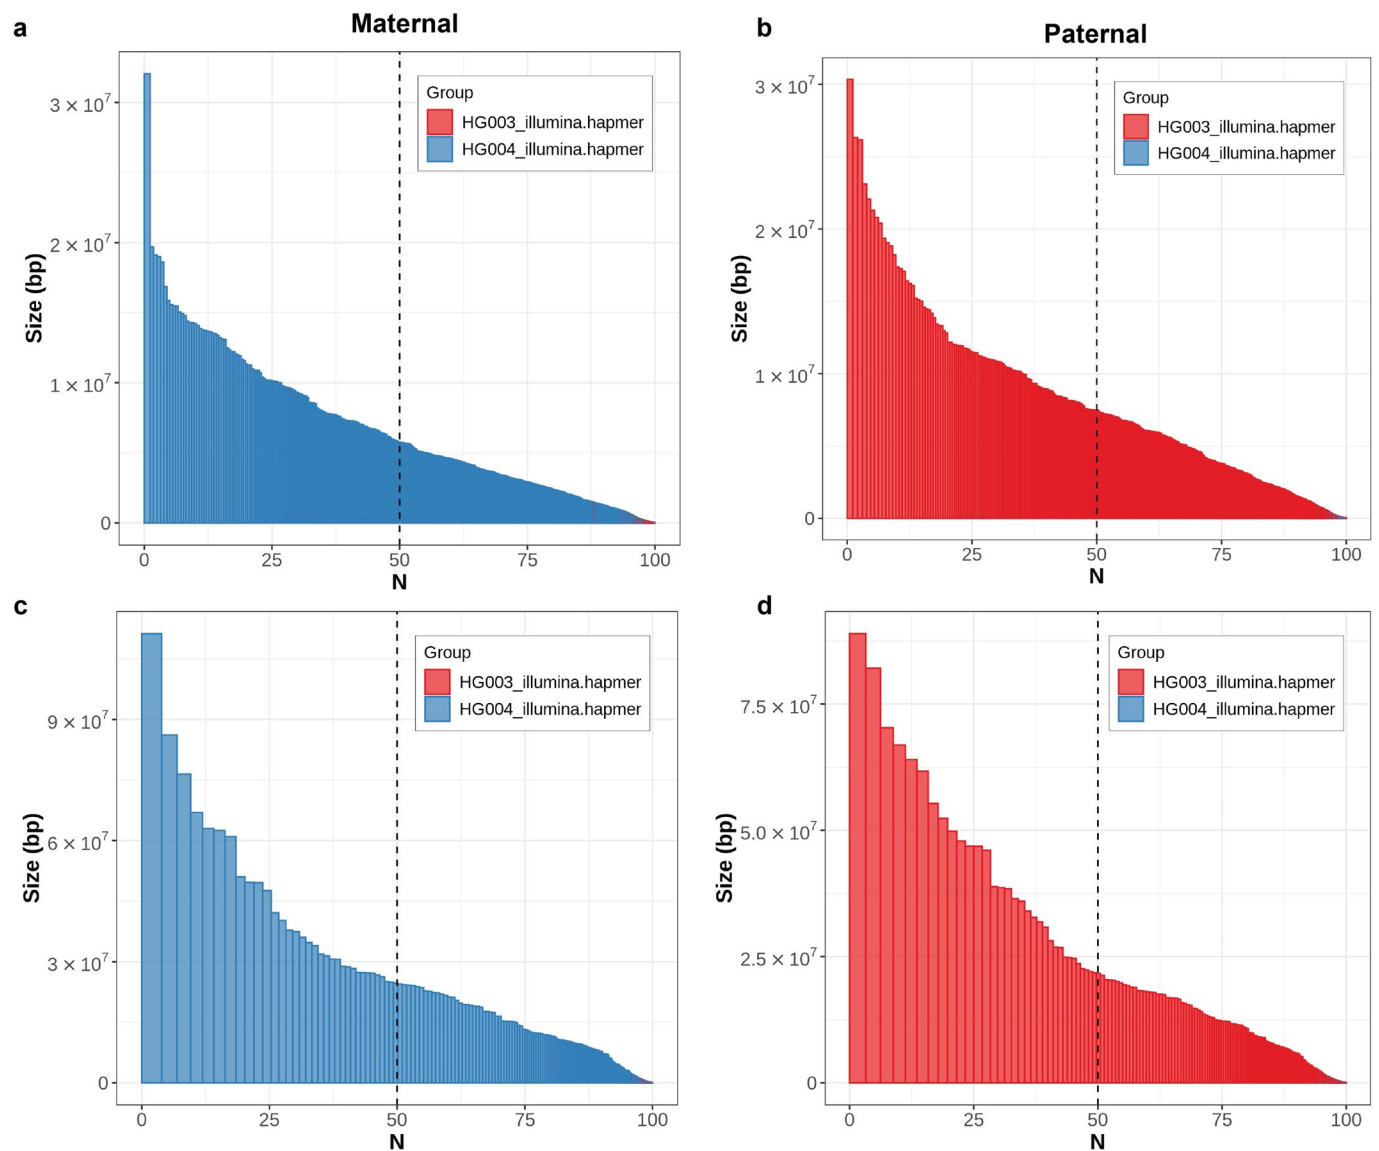 a
Maternal
Size (bp)
3 × 10⁷
2 × 10⁷
1 × 10⁷
0
Group
HG003_illumina.hapmer
HG004_illumina.hapmer
0 25 50 75 100
N
b
Paternal
Size (bp)
3 × 10⁷
2 × 10⁷
1 × 10⁷
0
Group
HG003_illumina.hapmer
HG004_illumina.hapmer
0 25 50 75 100
N
c
Size (bp)
9 × 10⁷
6 × 10⁷
3 × 10⁷
0
Group
HG003_illumina.hapmer
HG004_illumina.hapmer
0 25 50 75 100
N
d
Size (bp)
7.5 × 10⁷
5.0 × 10⁷
2.5 × 10⁷
0
Group
HG003_illumina.hapmer
HG004_illumina.hapmer
0 25 50 75 100
N